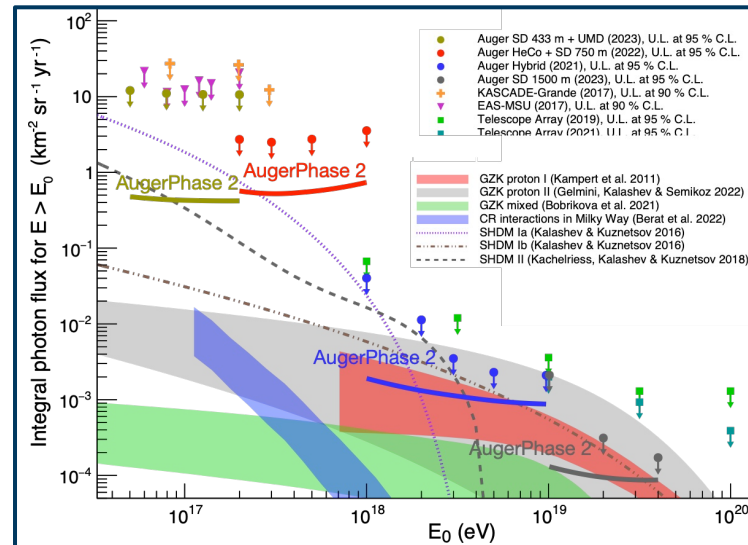 10²
10
1
10⁻¹
10⁻²
10⁻³
10⁻⁴
Integral photon flux for E > E₀ (km⁻² sr⁻¹ yr⁻¹)
Auger SD 433 m + UMD (2023), U.L. at 95 % C.L.
Auger HeCo + SD 750 m (2022), U.L. at 95 % C.L.
Auger Hybrid (2021), U.L. at 95 % C.L.
Auger SD 1500 m (2023), U.L. at 95 % C.L.
KASCADE-Grande (2017), U.L. at 90 % C.L.
EAS-MSU (2017), U.L. at 90 % C.L.
Telescope Array (2019), U.L. at 95 % C.L.
Telescope Array (2021), U.L. at 95 % C.L.
GZK proton I (Kampert et al. 2011)
GZK proton II (Gelmini, Kalashev & Semikoz 2022)
GZK mixed (Bobrikova et al. 2021)
CR interactions in Milky Way (Berat et al. 2022)
SHDM Ia (Kalashev & Kuznetsov 2016)
SHDM Ib (Kalashev & Kuznetsov 2016)
SHDM II (Kachelriess, Kalashev & Kuznetsov 2018)
AugerPhase 2
AugerPhase 2
AugerPhase 2
AugerPhase 2
10¹⁷
10¹⁸
10¹⁹
10²⁰
E₀ (eV)